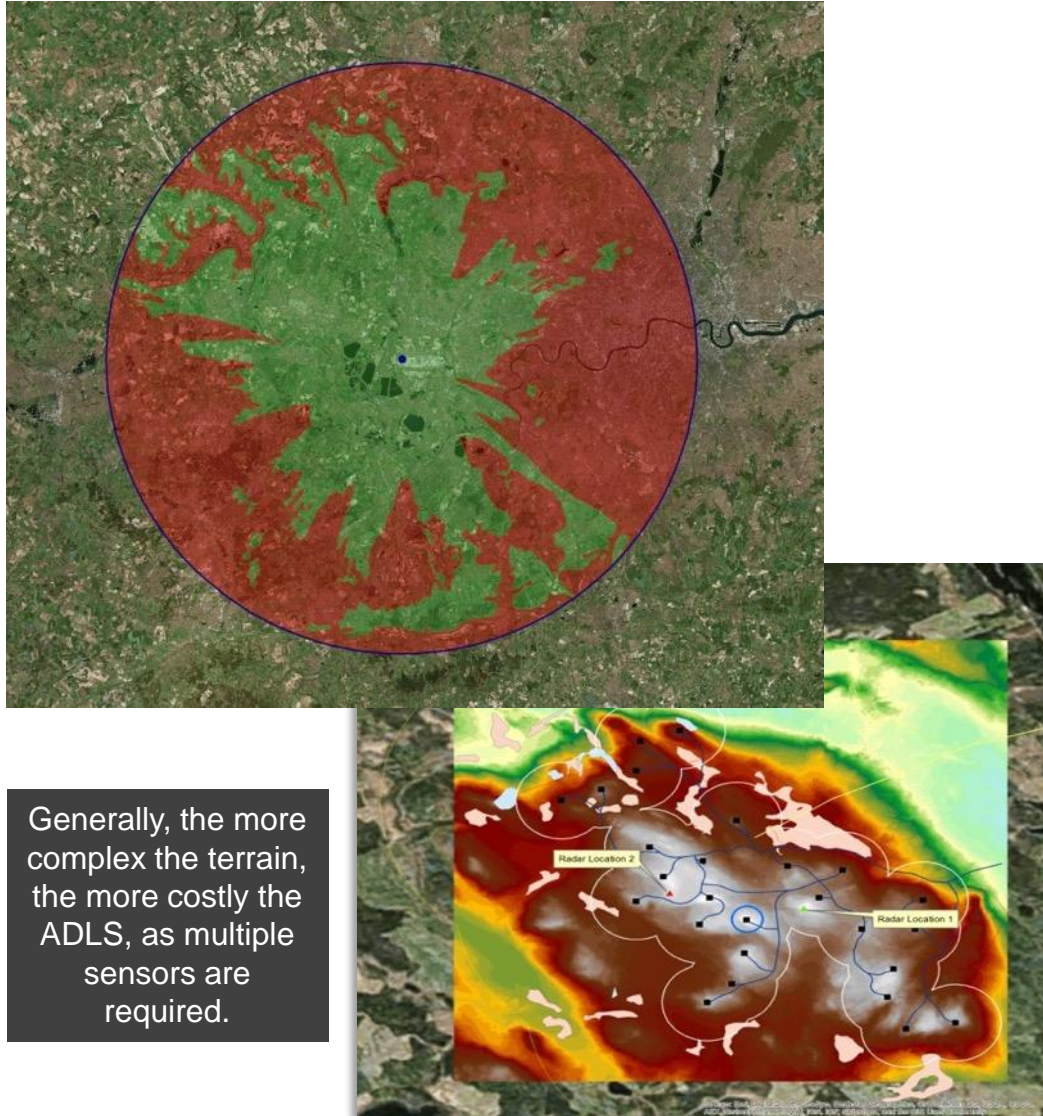 Radar Location 2
Radar Location 1
Generally, the more
complex the terrain,
the more costly the
ADLS, as multiple
sensors are
required.